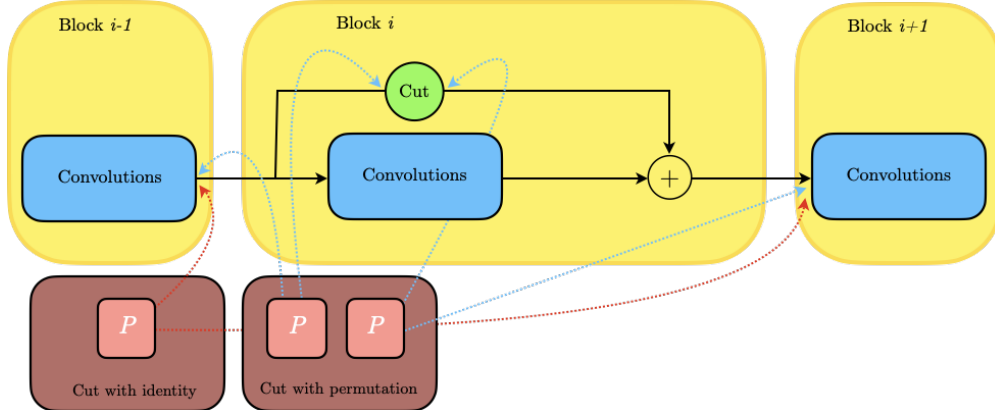 Block i-1
Block i
Block i+1
Cut
Convolutions
Convolutions
+
Convolutions
P
P
P
Cut with identity
Cut with permutation